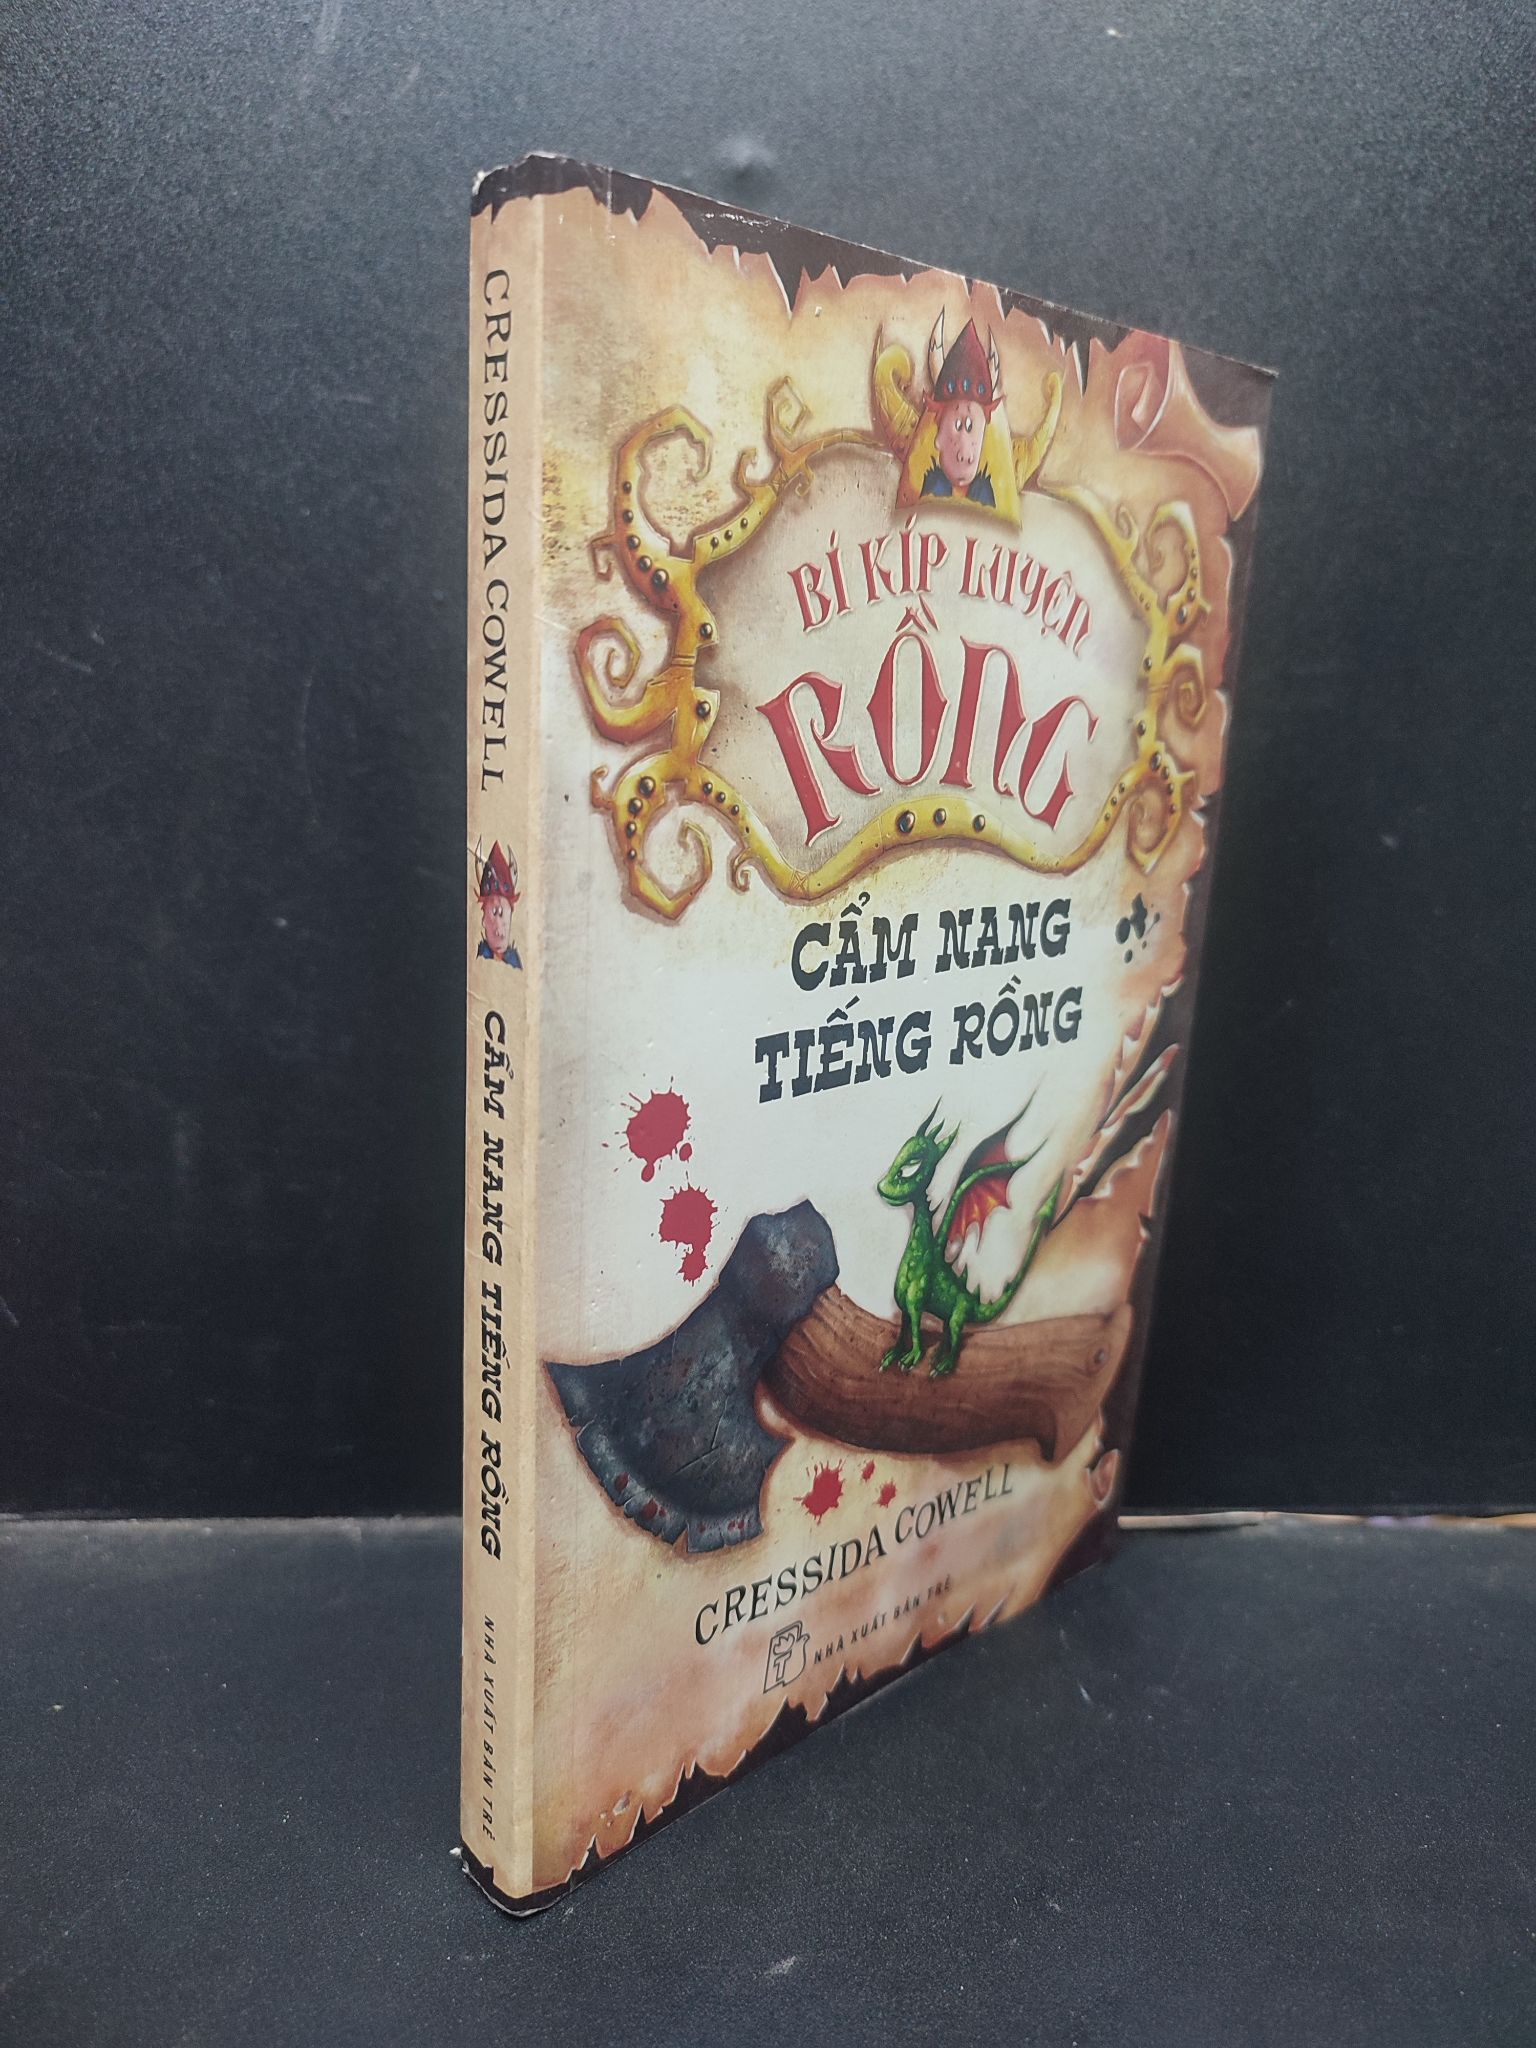 CRESSIDA COWELL
CẨM NANG TIẾNG RỒNG
NHÀ XUẤT BẢN TRẺ
BÍ KÍP LUYỆN
RỒNG
CẨM NANG
TIẾNG RỒNG
CRESSIDA COWELL
NHÀ XUẤT BẢN TRẺ